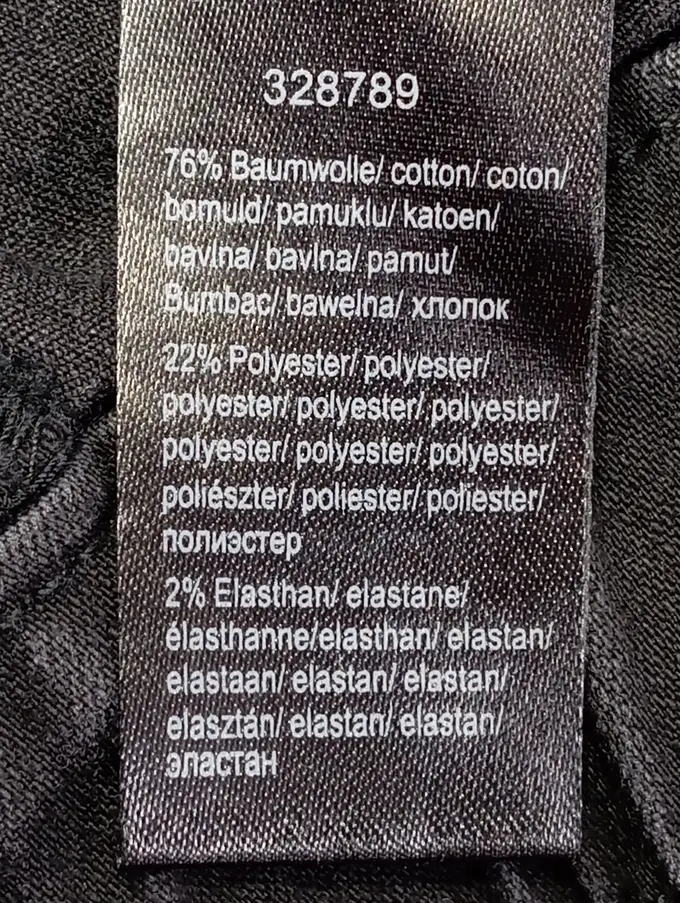 328789
76% Baumwolle/ cotton/ coton/
bomuld/ pamuklu/ katoen/
bavlna/ bavlna/ pamut/
Bumbac/ bawelna/ хлопок
22% Polyester/ polyester/
polyester/ polyester/ polyester/
polyester/ polyester/ polyester/
poliészter/ poliester/ poliester/
полиэстер
2% Elasthan/ elastane/
élasthanne/elasthan/ elastan/
elastaan/ elastan/ elastan/
elasztán/ elastan/ elastan/
эластан